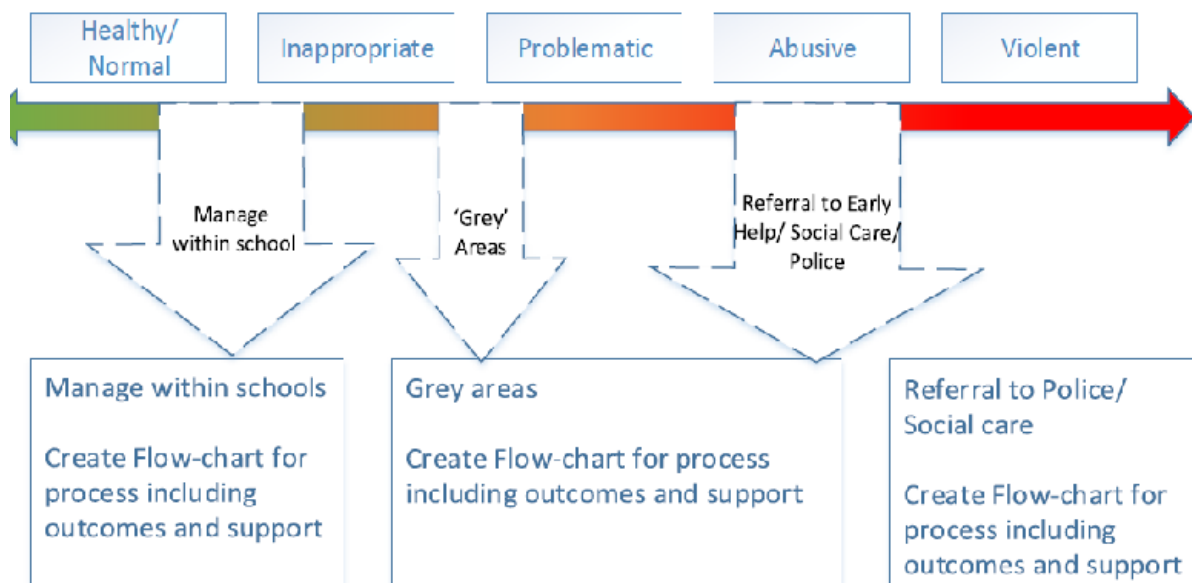 Healthy/
Normal
Inappropriate
Problematic
Abusive
Violent
Manage
within school
‘Grey’
Areas
Referral to Early
Help/ Social Care/
Police
Manage within schools
Create Flow-chart for
process including
outcomes and support
Grey areas
Create Flow-chart for process
including outcomes and support
Referral to Police/
Social care
Create Flow-chart for
process including
outcomes and support